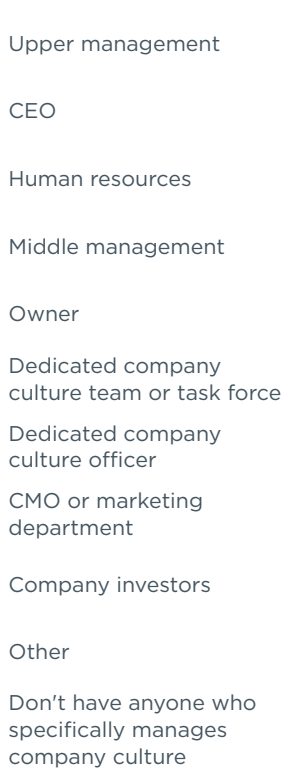 Upper management
CEO
Human resources
Middle management
Owner
Dedicated company
culture team or task force
Dedicated company
culture officer
CMO or marketing
department
Company investors
Other
Don't have anyone who
specifically manages
company culture